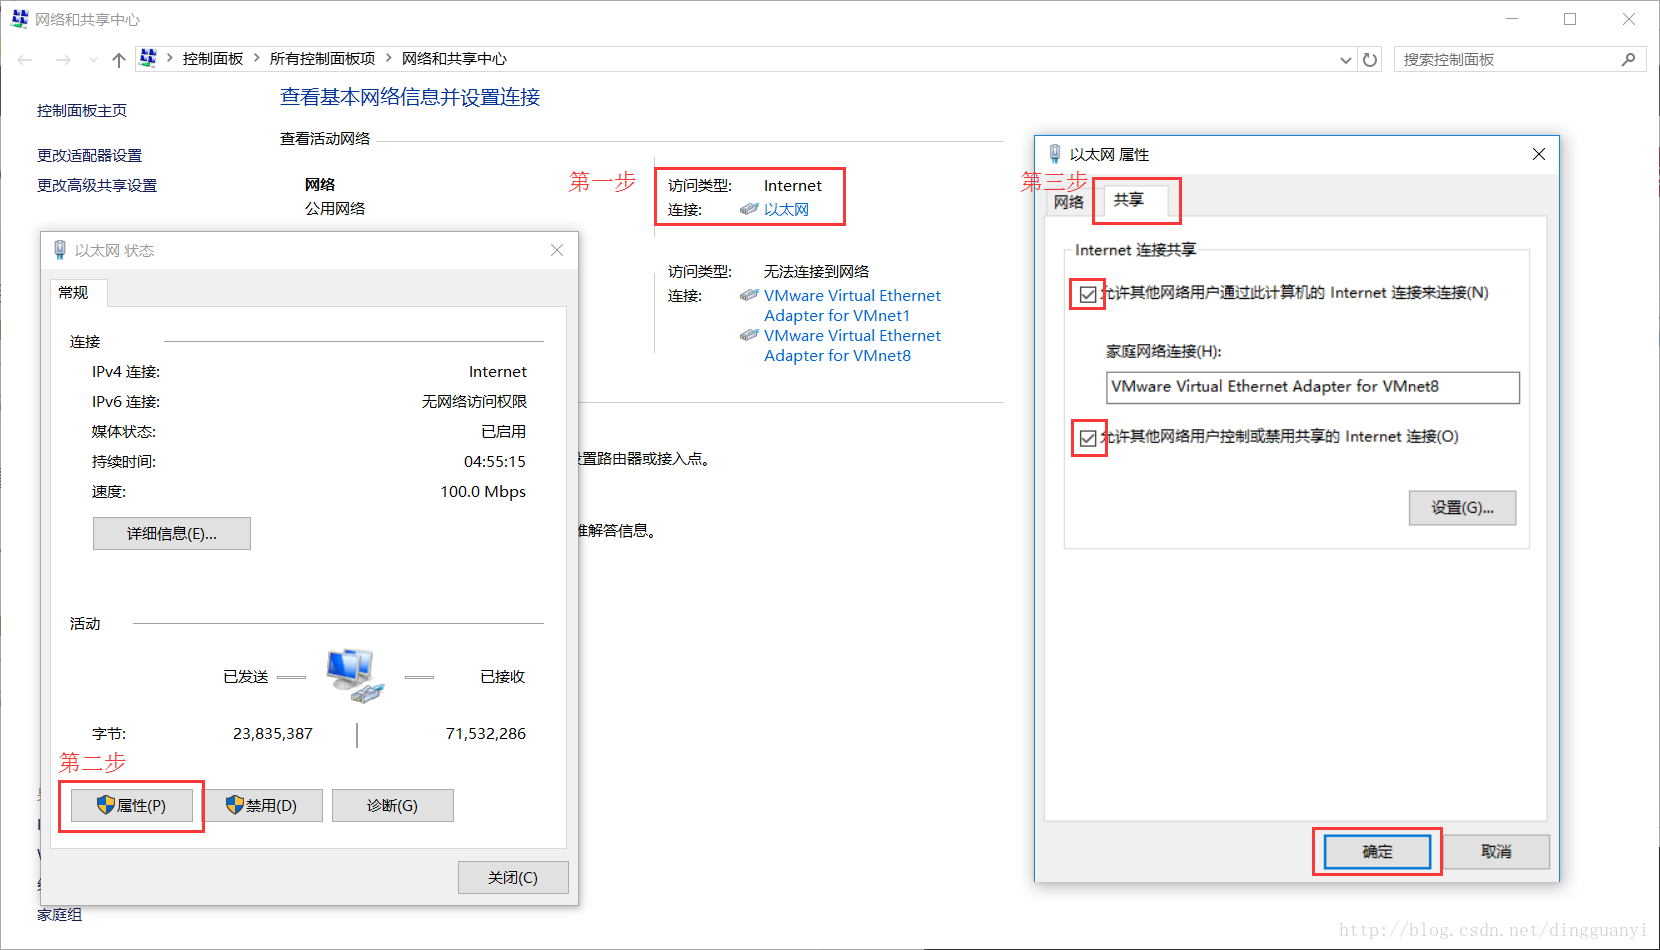 网络和共享中心
控制面板 > 所有控制面板项 > 网络和共享中心
搜索控制面板
控制面板主页
更改适配器设置
更改高级共享设置
查看基本网络信息并设置连接
查看活动网络
网络
公用网络
第一步
访问类型: Internet
连接: 以太网
访问类型: 无法连接到网络
连接: VMware Virtual Ethernet
Adapter for VMnet1
VMware Virtual Ethernet
Adapter for VMnet8
置路由器或接入点。
解答信息。
家庭组
以太网 状态
常规
连接
IPv4 连接: Internet
IPv6 连接: 无网络访问权限
媒体状态: 已启用
持续时间: 04:55:15
速度: 100.0 Mbps
详细信息(E)...
活动
已发送 已接收
字节: 23,835,387 71,532,286
第二步
属性(P) 禁用(D) 诊断(G)
关闭(C)
以太网 属性
第三步
网络 共享
Internet 连接共享
允许其他网络用户通过此计算机的 Internet 连接来连接(N)
家庭网络连接(H):
VMware Virtual Ethernet Adapter for VMnet8
允许其他网络用户控制或禁用共享的 Internet 连接(O)
设置(G)...
确定 取消
http://blog.csdn.net/dingguanyi